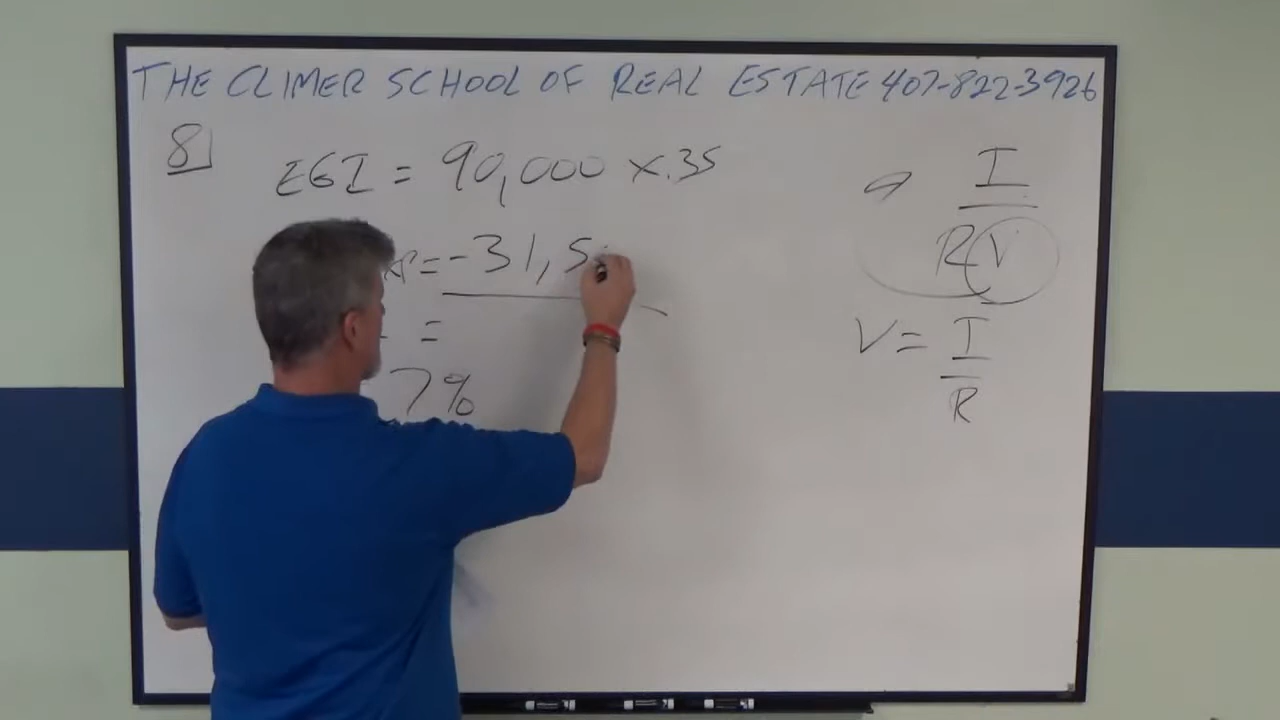 THE CLIMER SCHOOL OF REAL ESTATE 407-822-3926
8
EGI = 90,000 x.35
= -31,5
=
7%
I
R V
V = I
R